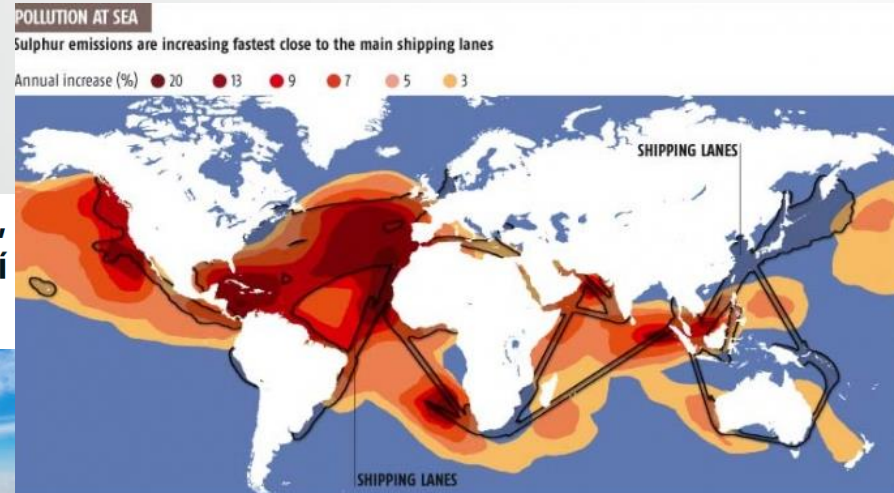 POLLUTION AT SEA
Sulphur emissions are increasing fastest close to the main shipping lanes
Annual increase (%) 20 13 9 7 5 3
SHIPPING LANES
,
í
SHIPPING LANES